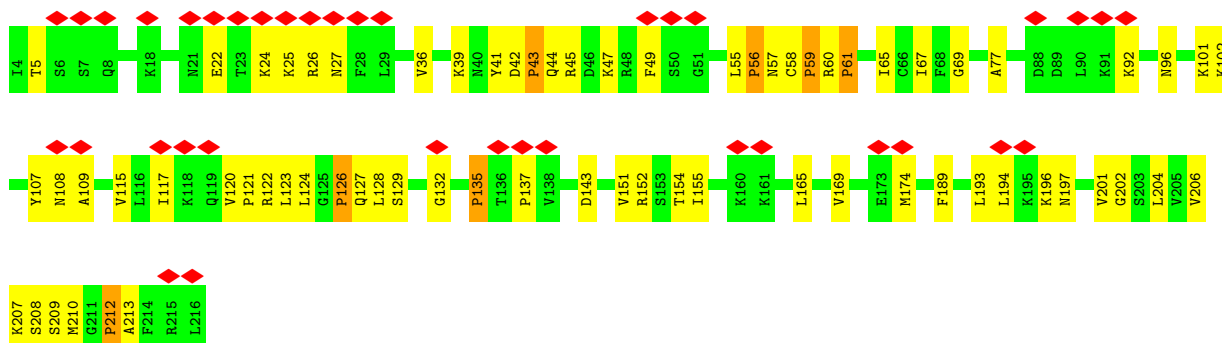 I4 T5 S6 S7 Q8 K18 N21 E22 T23 K24 K25 R26 N27 F28 L29 V36 K39 N40 Y41 D42 P43 Q44 R45 D46 K47 R48 F49 S50 G51 L55 P56 N57 C58 P59 R60 P61 I65 C66 I67 F68 G69 A77 D88 D89 L90 K91 K92 N96 K101 K102
Y107 N108 A109 V115 L116 I117 K118 Q119 V120 P121 R122 L123 L124 G125 P126 Q127 L128 S129 G132 P135 T136 P137 V138 D143 V151 R152 S153 T154 I155 K160 K161 L165 V169 E173 M174 F189 L193 L194 K195 K196 N197 V201 G202 S203 L204 V205 V206
K207 S208 S209 M210 G211 P212 A213 F214 R215 L216